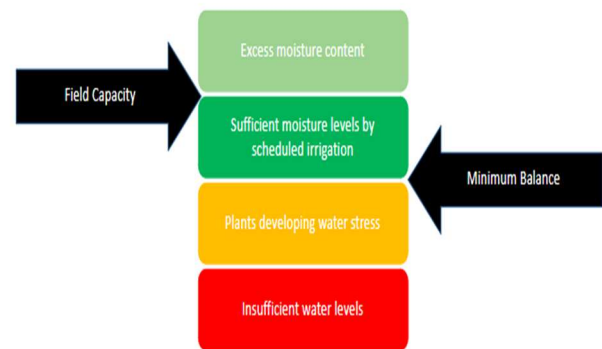 Excess moisture content
Field Capacity
Sufficient moisture levels by
scheduled irrigation
Minimum Balance
Plants developing water stress
Insufficient water levels